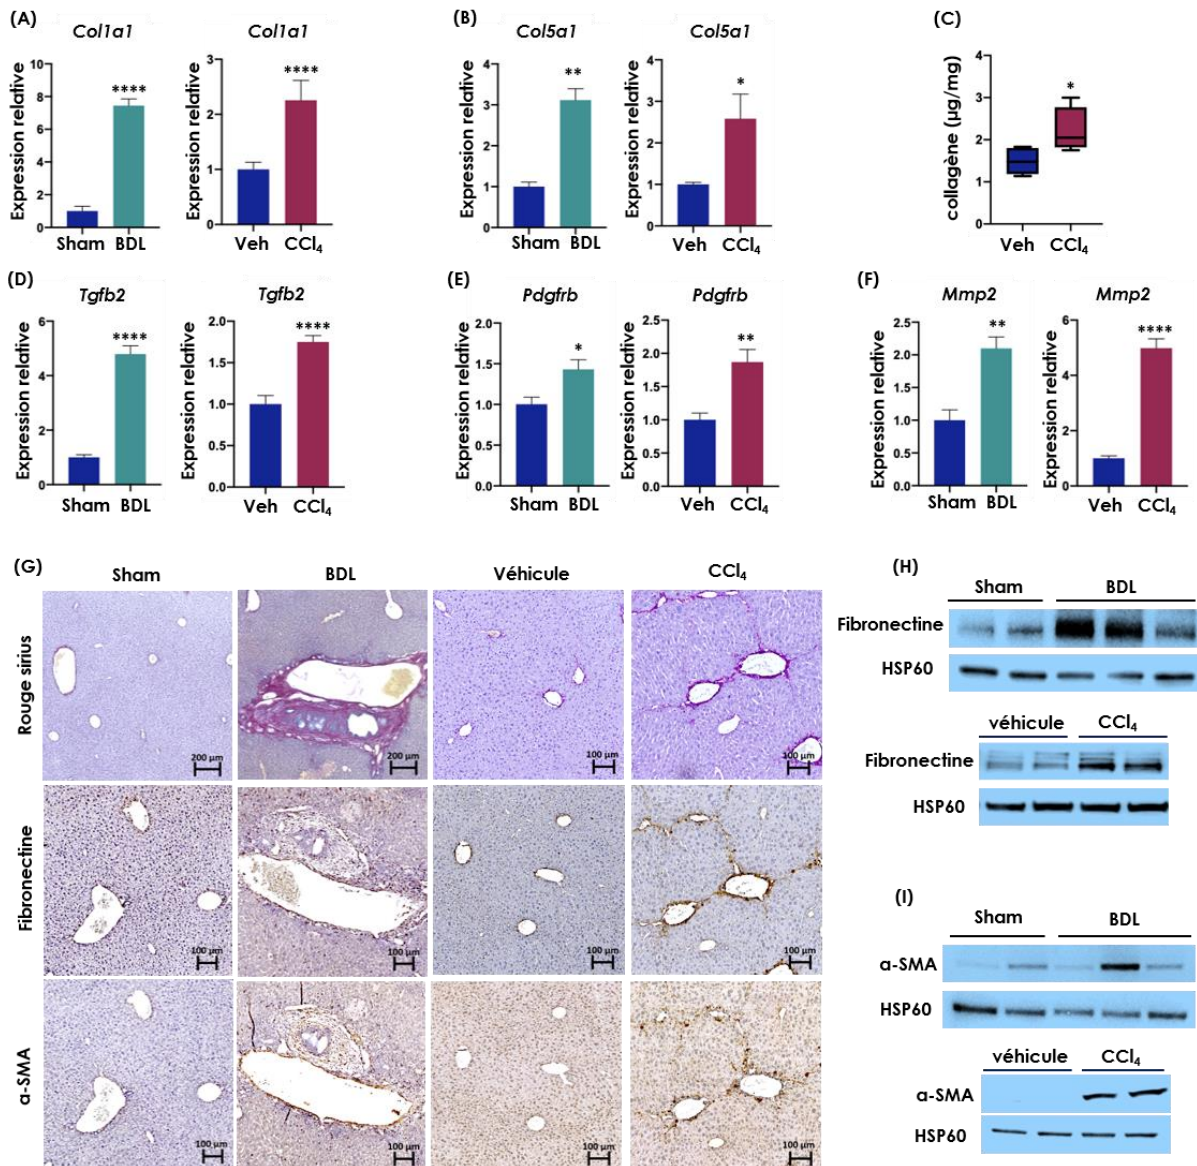 (A)
Col1a1
Expression relative
10
8
6
4
2
0
****
Sham BDL
Col1a1
Expression relative
3
2
1
0
****
Veh CCl₄
(B)
Col5a1
Expression relative
4
3
2
1
0
**
Sham BDL
Col5a1
Expression relative
4
3
2
1
0
*
Veh CCl₄
(C)
collagène (µg/mg)
4
3
2
1
0
*
Veh CCl₄
(D)
Tgfb2
Expression relative
6
4
2
0
****
Sham BDL
Tgfb2
Expression relative
2.0
1.5
1.0
0.5
0.0
****
Veh CCl₄
(E)
Pdgfrb
Expression relative
2.0
1.5
1.0
0.5
0.0
*
Sham BDL
Pdgfrb
Expression relative
2.5
2.0
1.5
1.0
0.5
0.0
**
Veh CCl₄
(F)
Mmp2
Expression relative
2.5
2.0
1.5
1.0
0.5
0.0
**
Sham BDL
Mmp2
Expression relative
6
4
2
0
****
Veh CCl₄
(G)
Sham
BDL
Véhicule
CCl₄
Rouge sirius
200 µm
200 µm
100 µm
100 µm
Fibronectine
100 µm
100 µm
100 µm
100 µm
α-SMA
100 µm
100 µm
100 µm
100 µm
(H)
Sham
BDL
Fibronectine
HSP60
véhicule
CCl₄
Fibronectine
HSP60
(I)
Sham
BDL
α-SMA
HSP60
véhicule
CCl₄
α-SMA
HSP60